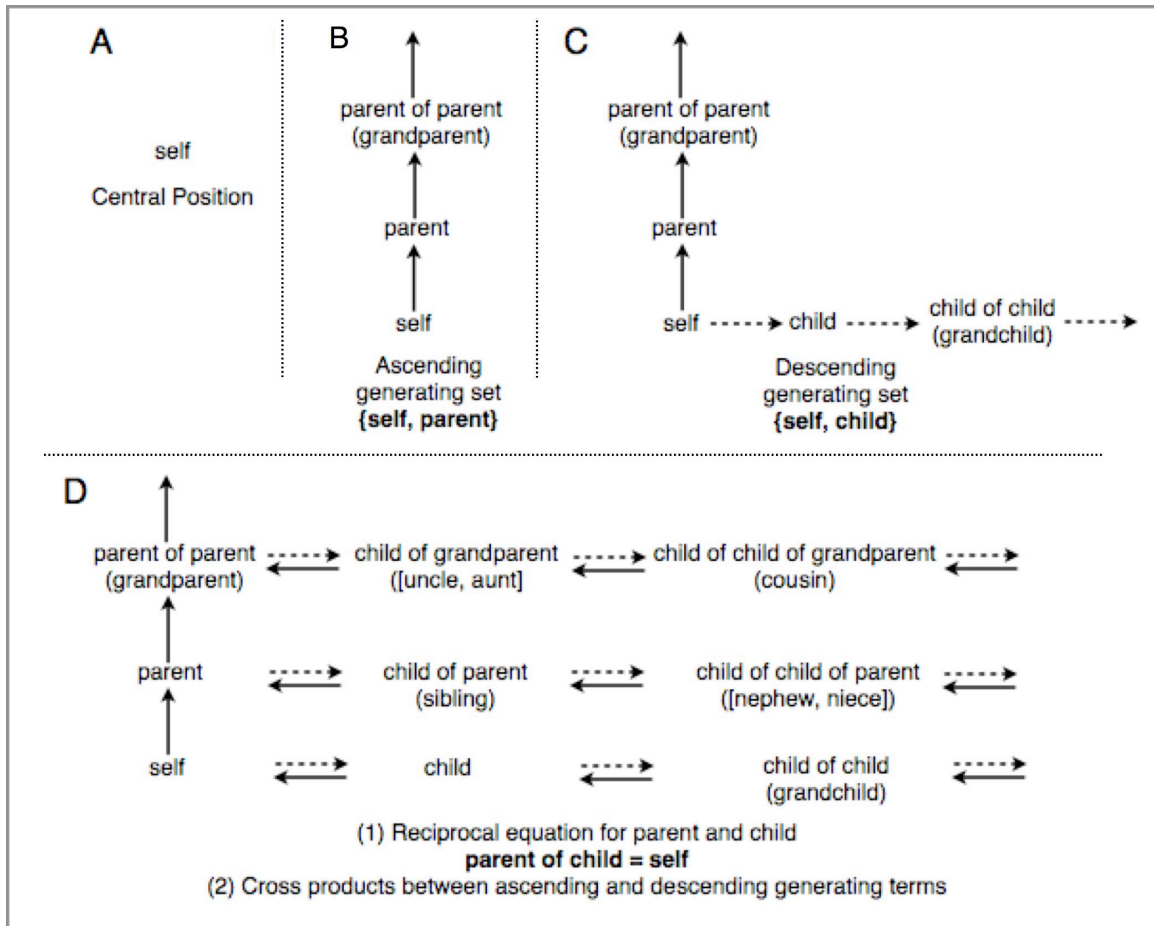 A
self
Central Position
B
parent of parent
(grandparent)
parent
self
Ascending
generating set
{self, parent}
C
parent of parent
(grandparent)
parent
self
child
child of child
(grandchild)
Descending
generating set
{self, child}
D
parent of parent
(grandparent)
child of grandparent
([uncle, aunt]
child of child of grandparent
(cousin)
parent
child of parent
(sibling)
child of child of parent
([nephew, niece])
self
child
child of child
(grandchild)
(1) Reciprocal equation for parent and child
parent of child = self
(2) Cross products between ascending and descending generating terms